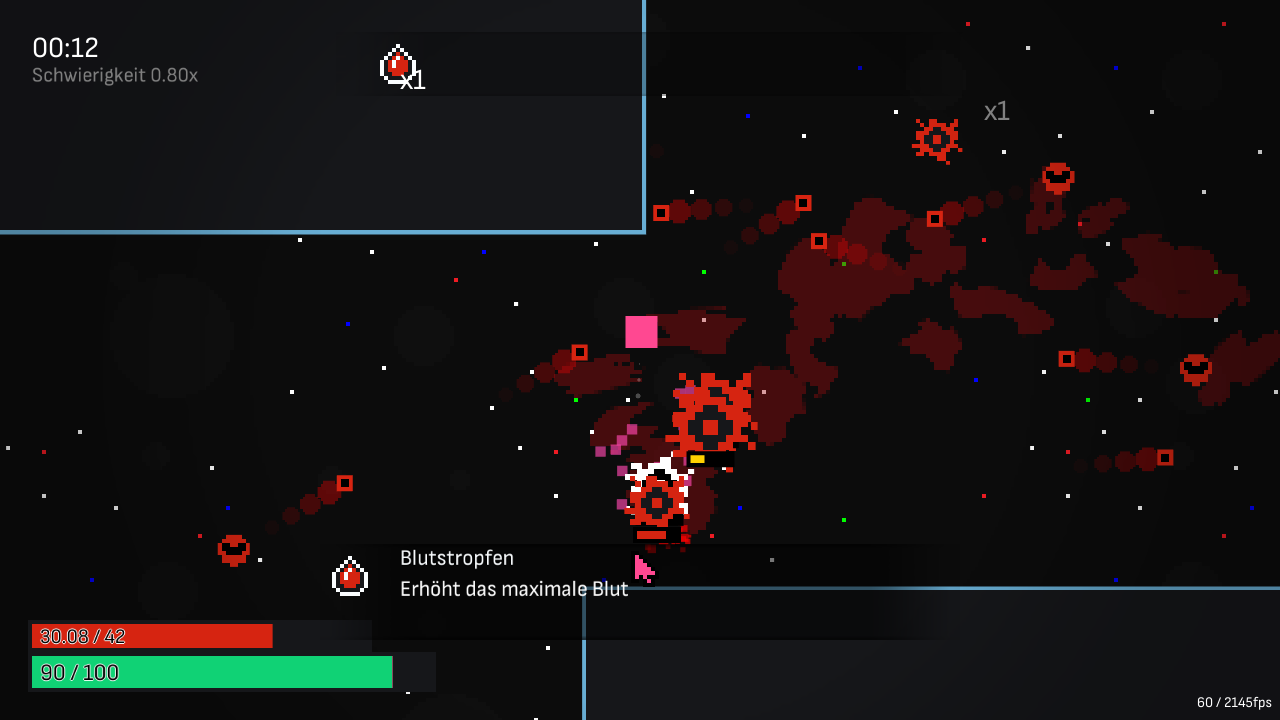 00:12
Schwierigkeit 0.80x
x1
x1
Blutstropfen
Erhöht das maximale Blut
30.08 / 42
90 / 100
60 / 2145fps